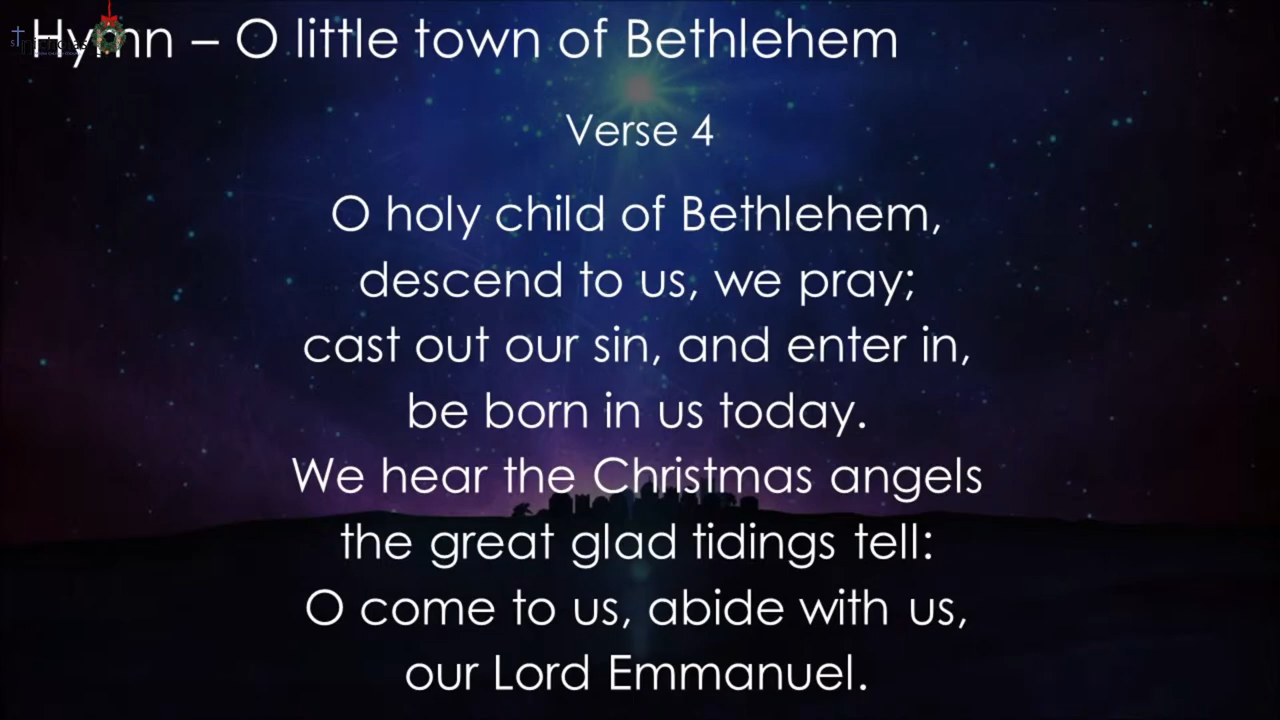 Hymn – O little town of Bethlehem
Verse 4
O holy child of Bethlehem,
descend to us, we pray;
cast out our sin, and enter in,
be born in us today.
We hear the Christmas angels
the great glad tidings tell:
O come to us, abide with us,
our Lord Emmanuel.